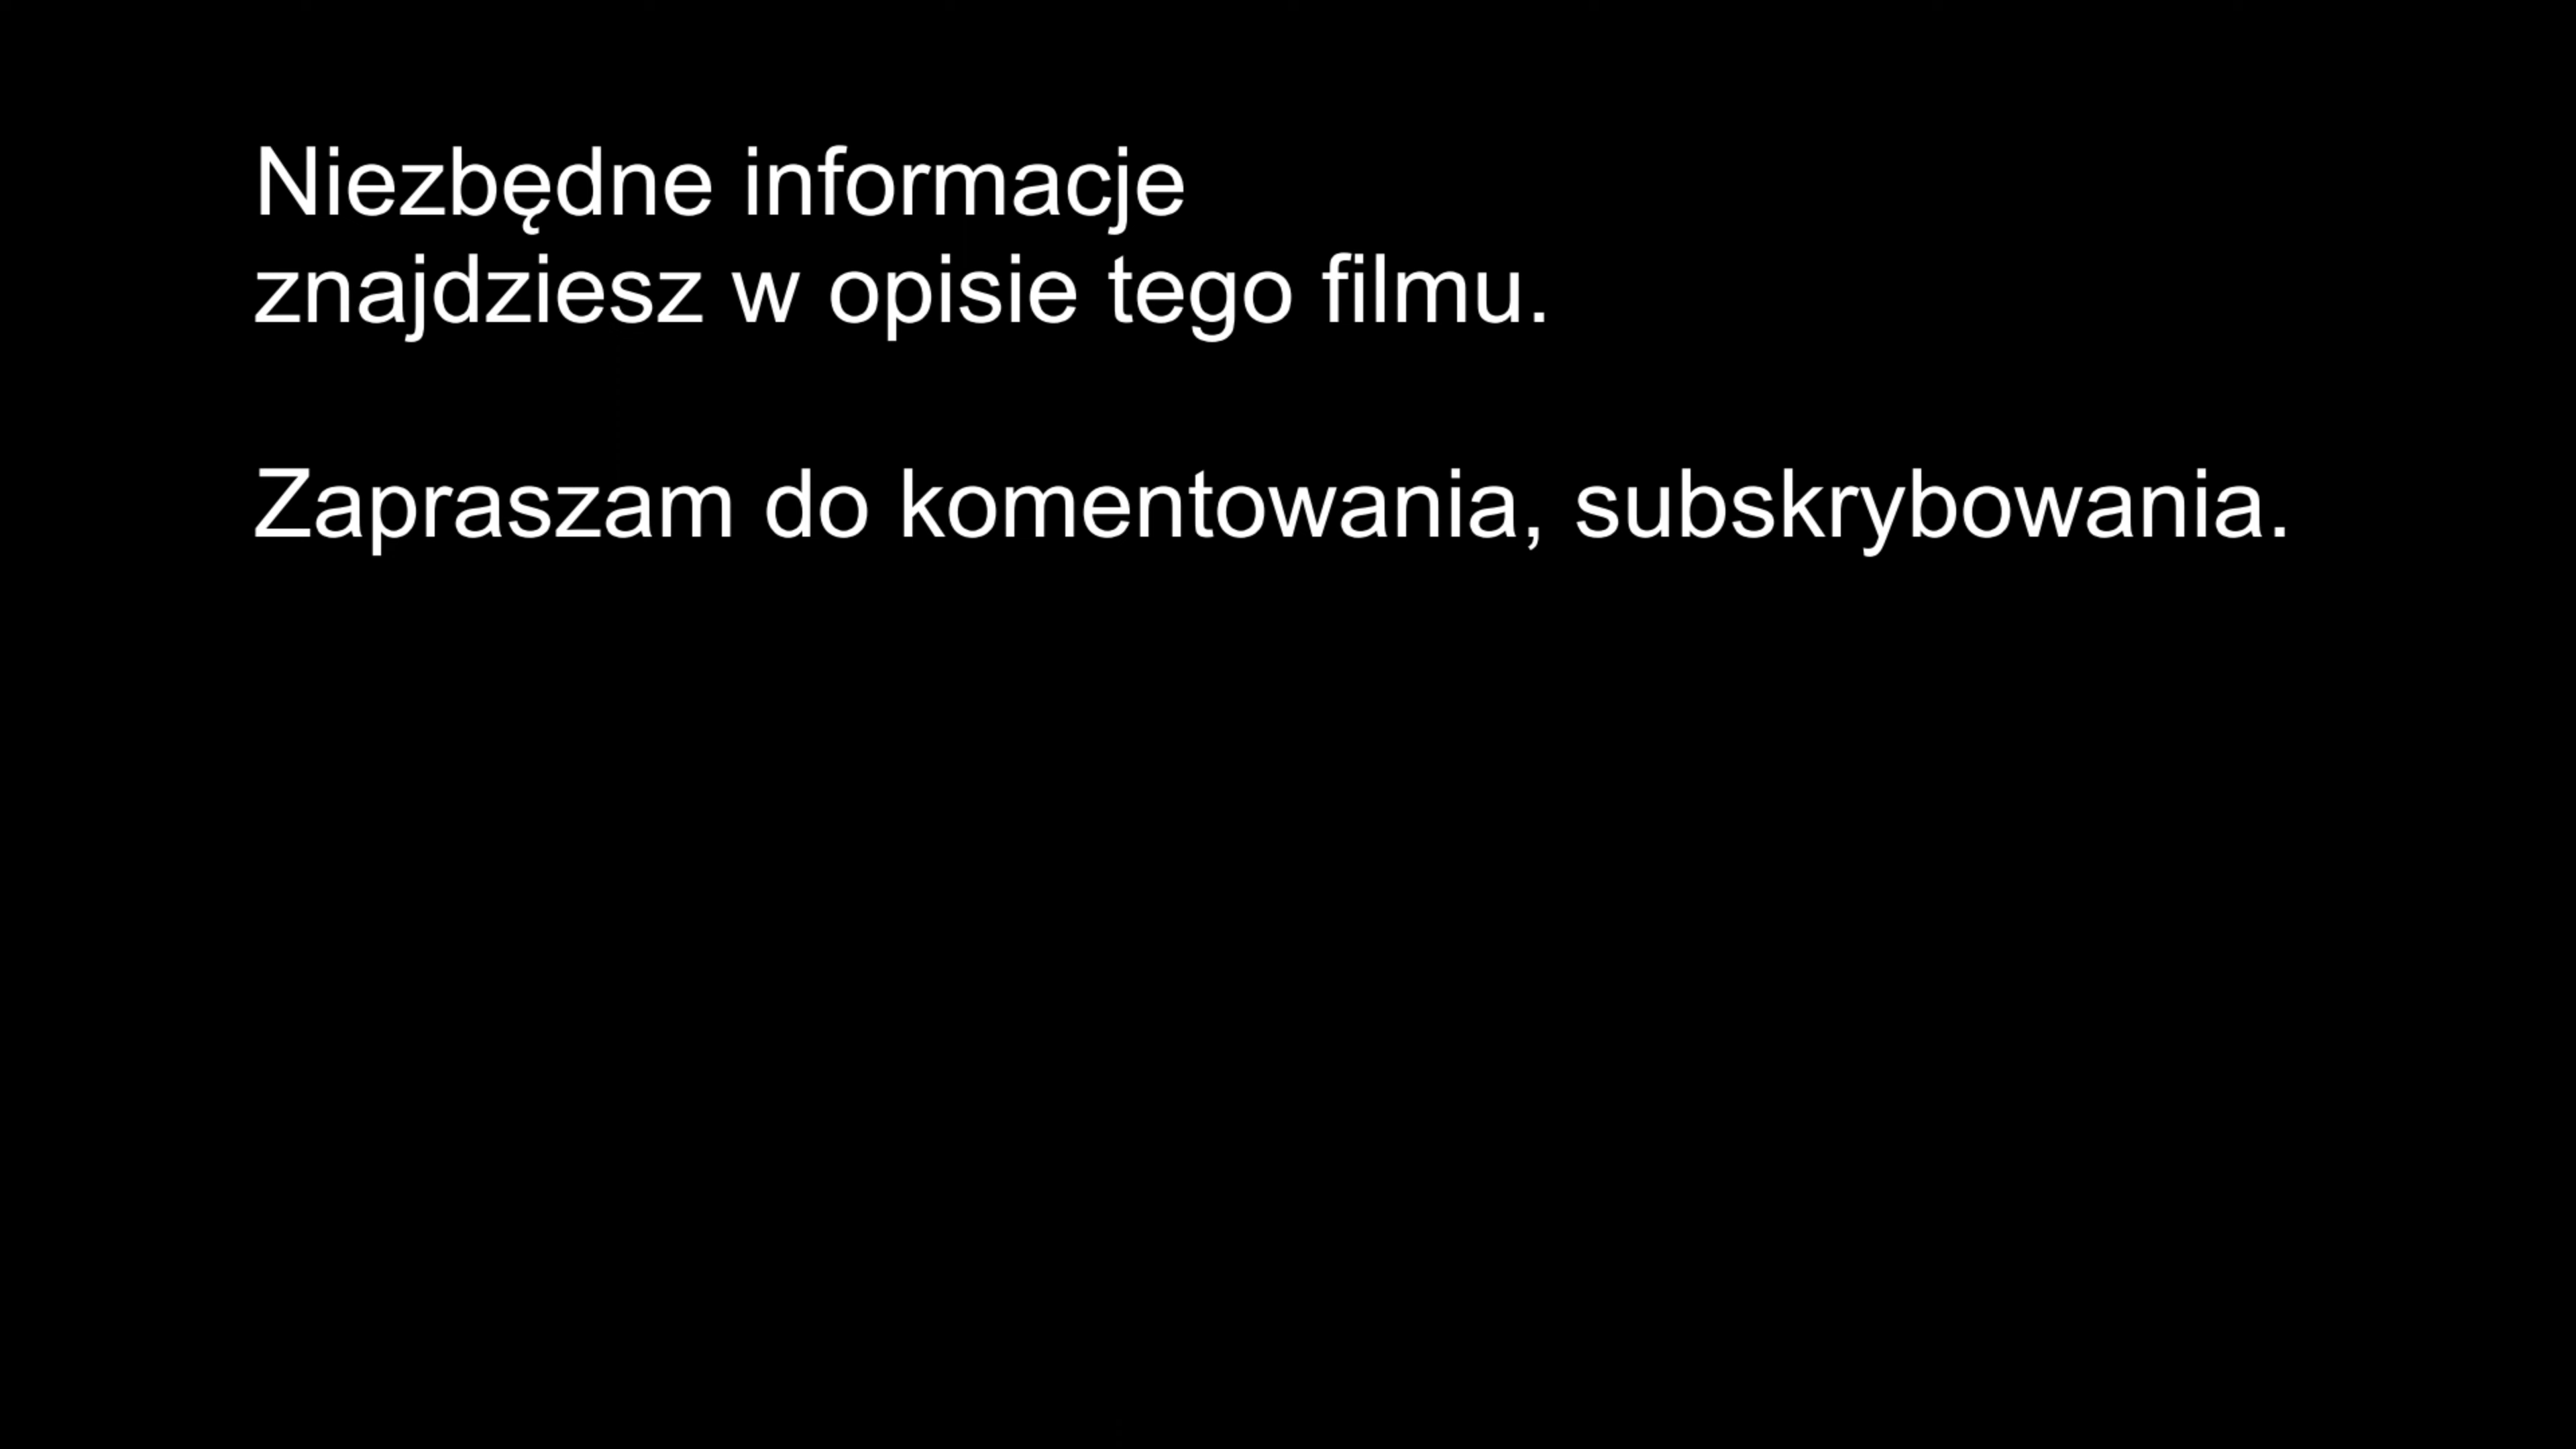 Niezbędne informacje
znajdziesz w opisie tego filmu.
Zapraszam do komentowania, subskrybowania.